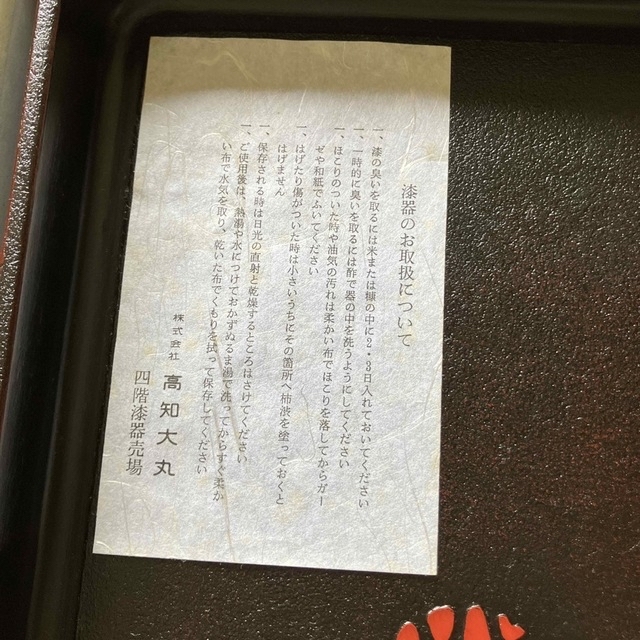 漆器のお取扱について
一、漆の臭いを取るには米または糠の中に2・3日入れておいてください
一、一時的に臭いを取るには酢で器の中を洗うようにしてください
一、ほこりのついた時や油気の汚れは柔かい布でほこりを落してからガー
ゼや和紙でふいてください
一、はげたり傷がついた時は小さいうちにその箇所へ柿渋を塗っておくと
はげません
一、保存される時は日光の直射と乾燥するところはさけてください
一、ご使用後は、熱湯や水につけておかずぬるま湯で洗ってからすぐ柔か
い布で水気を取り、乾いた布でくもりを拭って保存してください
株式会社 高知大丸
四階漆器売場